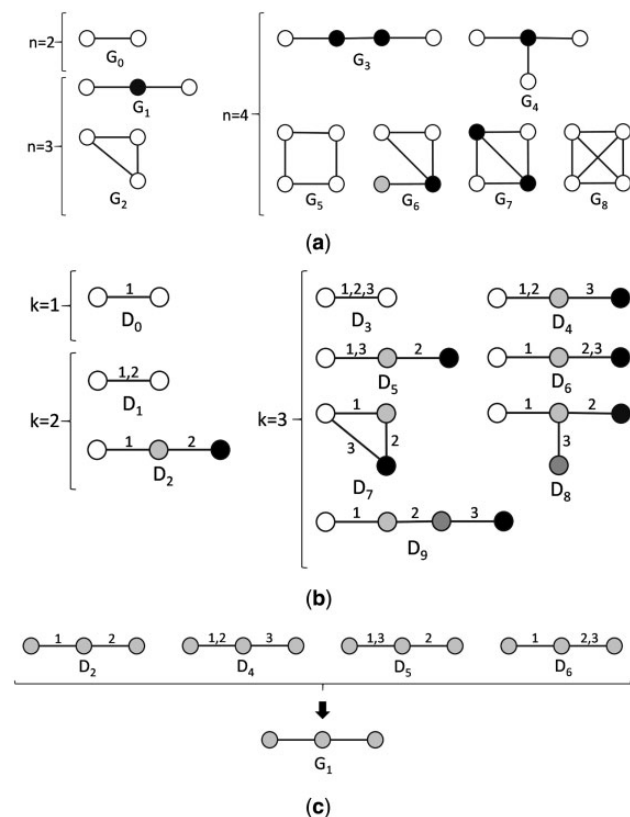 n=2
G0
n=3
G1
G2
n=4
G3
G4
G5
G6
G7
G8
(a)
k=1
1
D0
k=2
1,2
D1
1 2
D2
k=3
1,2,3
D3
1,2 3
D4
1,3 2
D5
1 2,3
D6
1
2
3
D7
1 2
3
D8
1 2 3
D9
(b)
1 2
D2
1,2 3
D4
1,3 2
D5
1 2,3
D6
G1
(c)